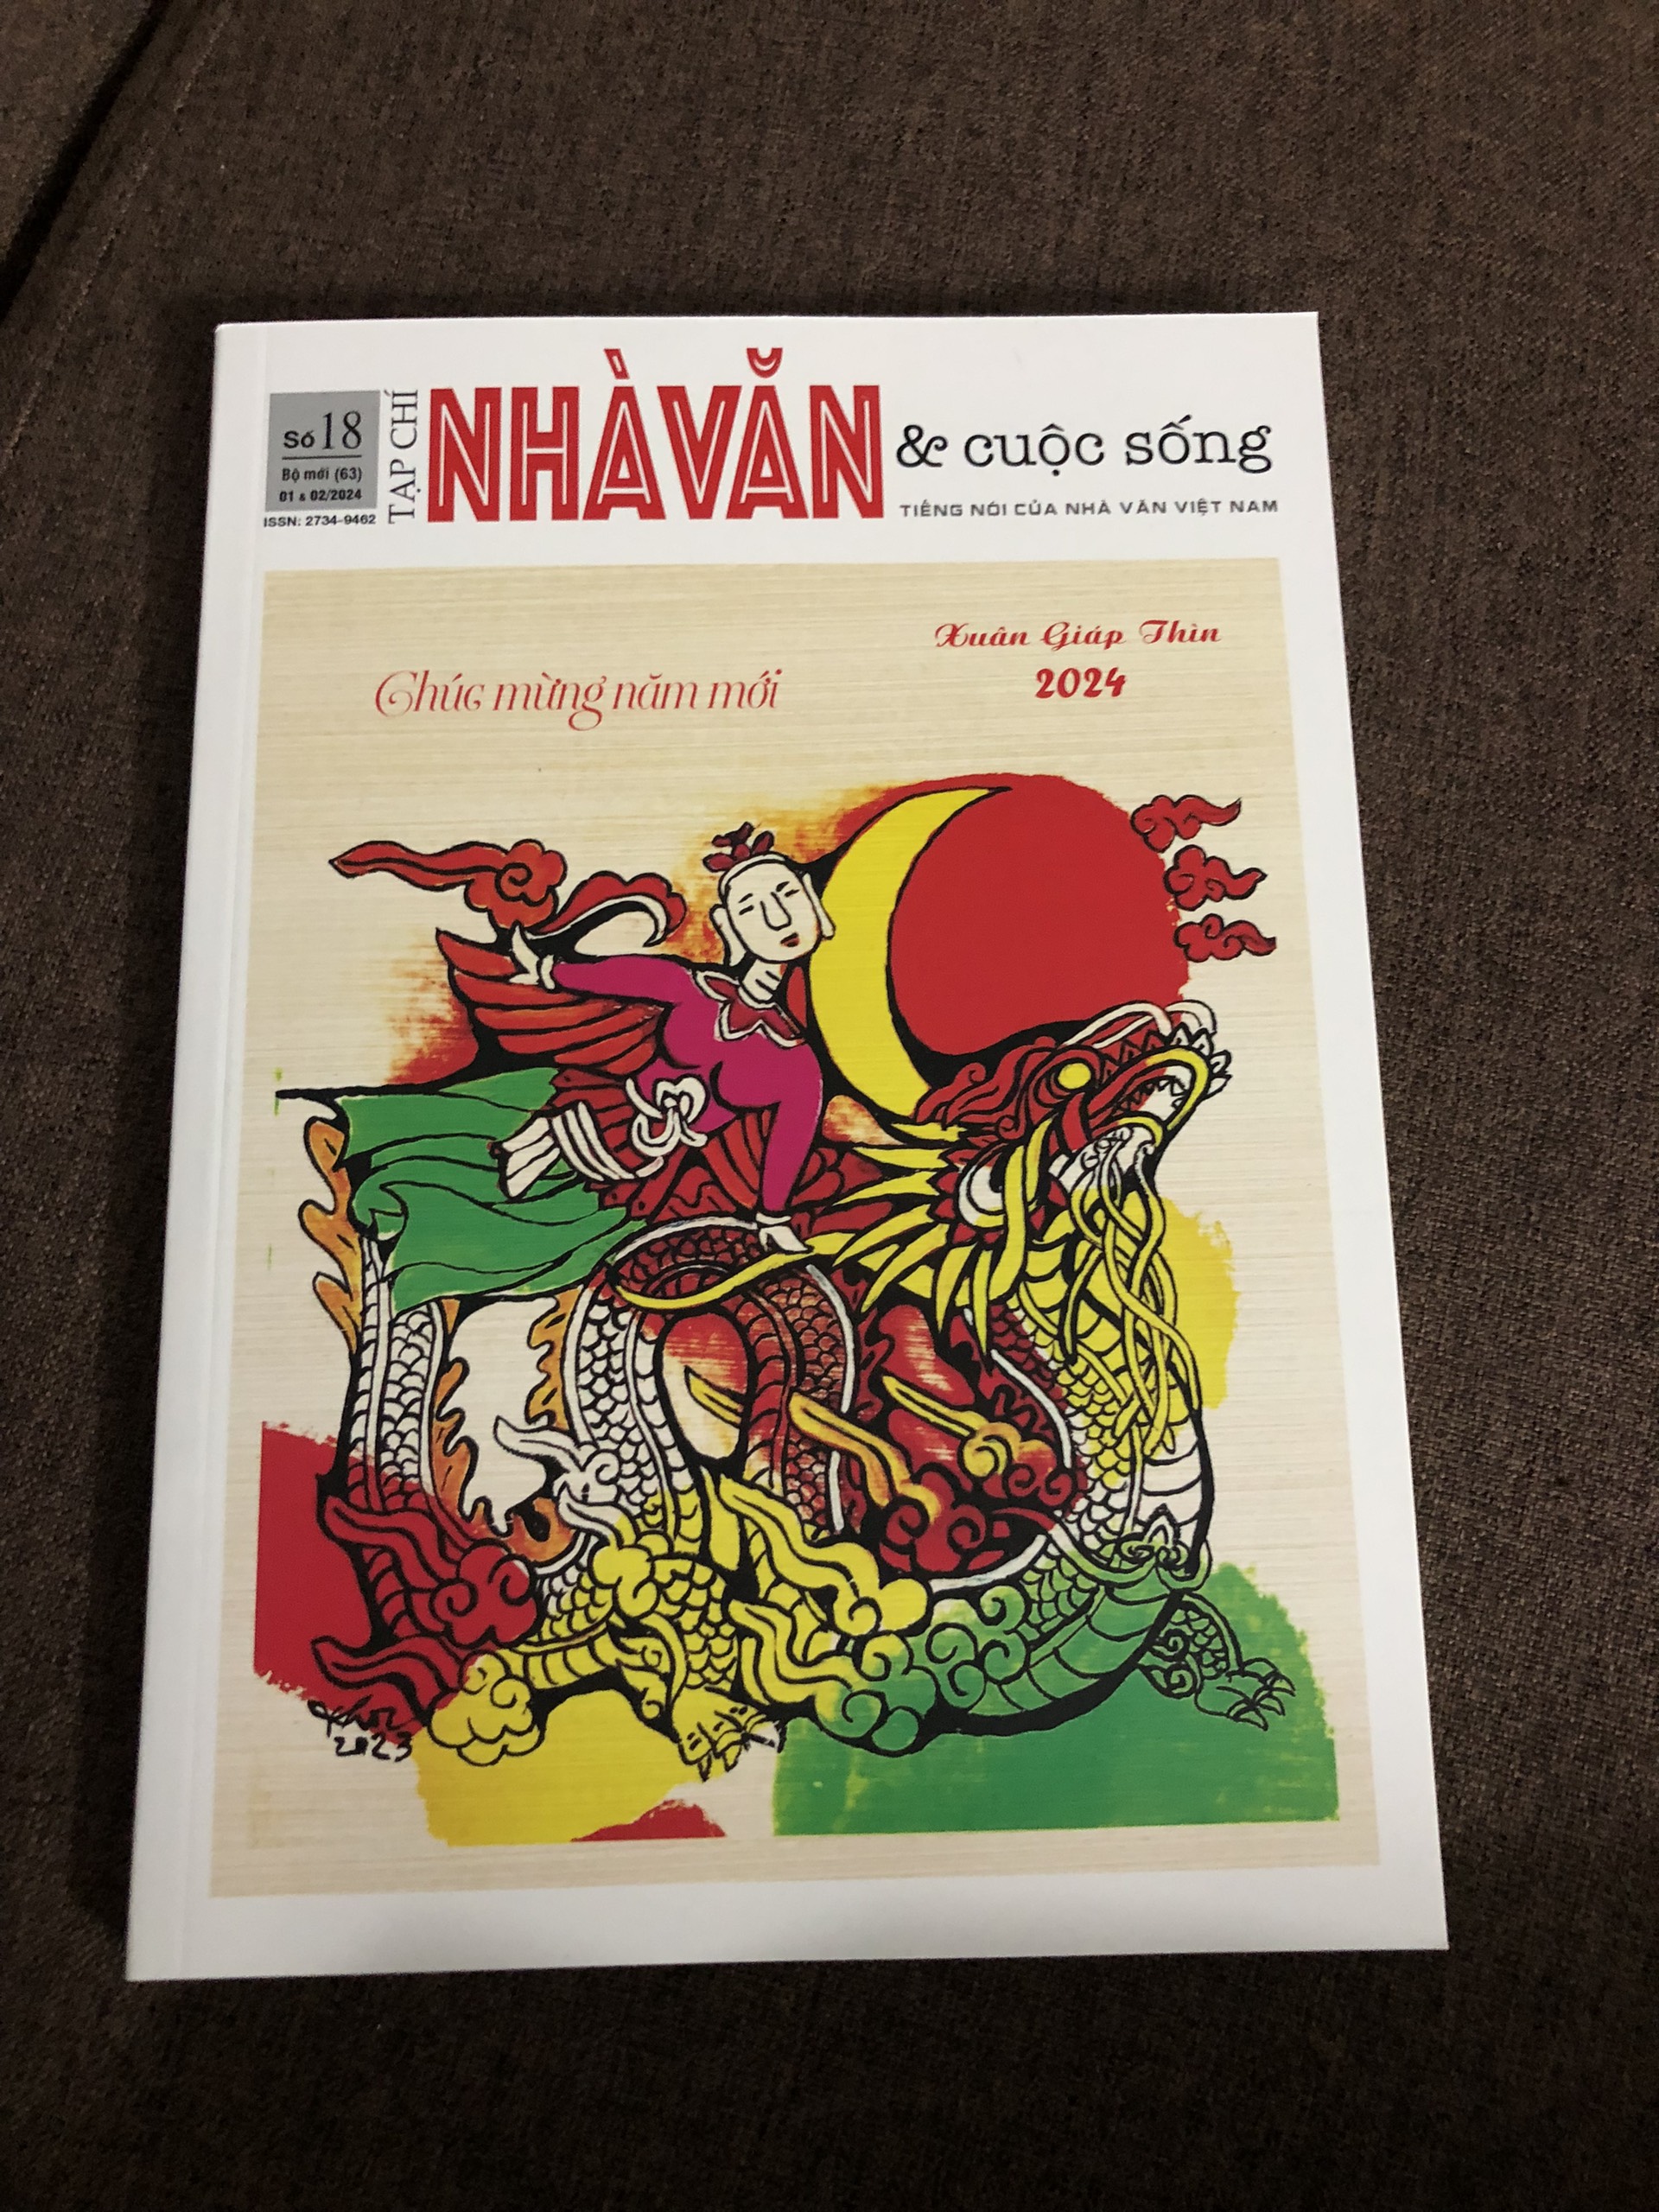 Số 18
Bộ mới (63)
01 & 02/2024
ISSN: 2734-9462
TẠP CHÍ
NHÀ VĂN
& cuộc sống
TIẾNG NÓI CỦA NHÀ VĂN VIỆT NAM
Xuân Giáp Thìn
2024
Chúc mừng năm mới
2023